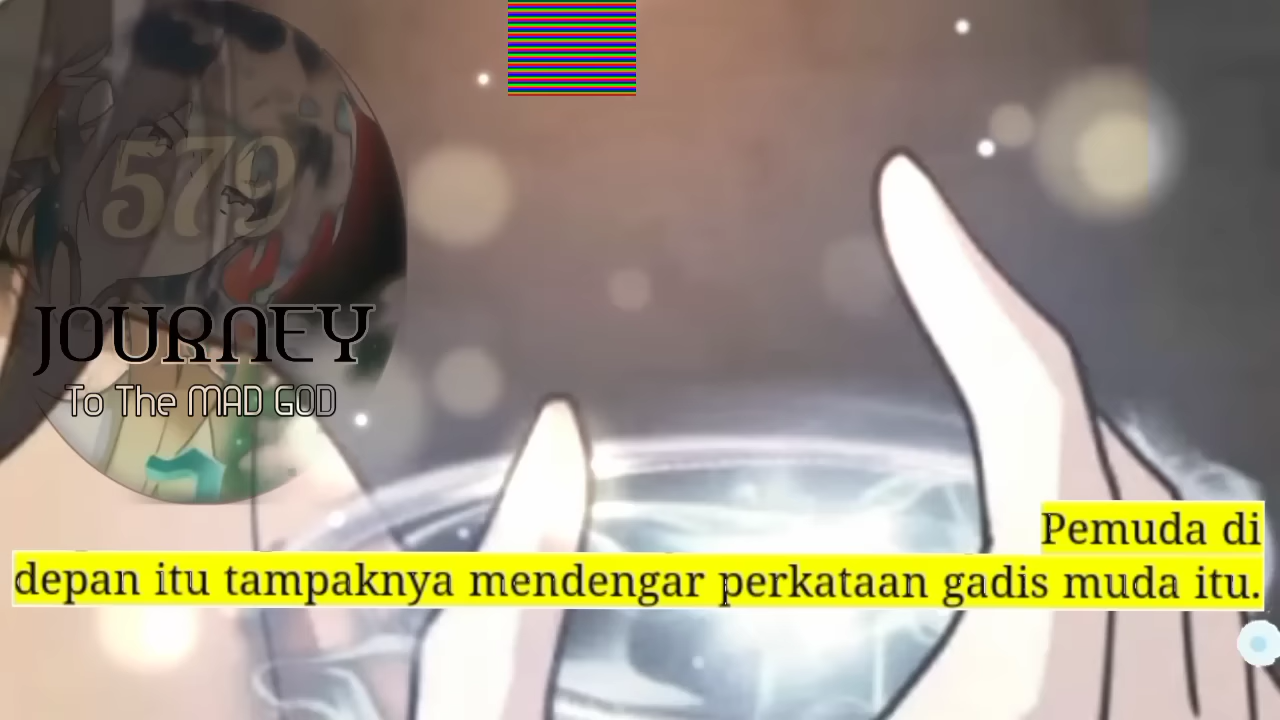 579
JOURNEY
To The MAD GOD
Pemuda di
depan itu tampaknya mendengar perkataan gadis muda itu.